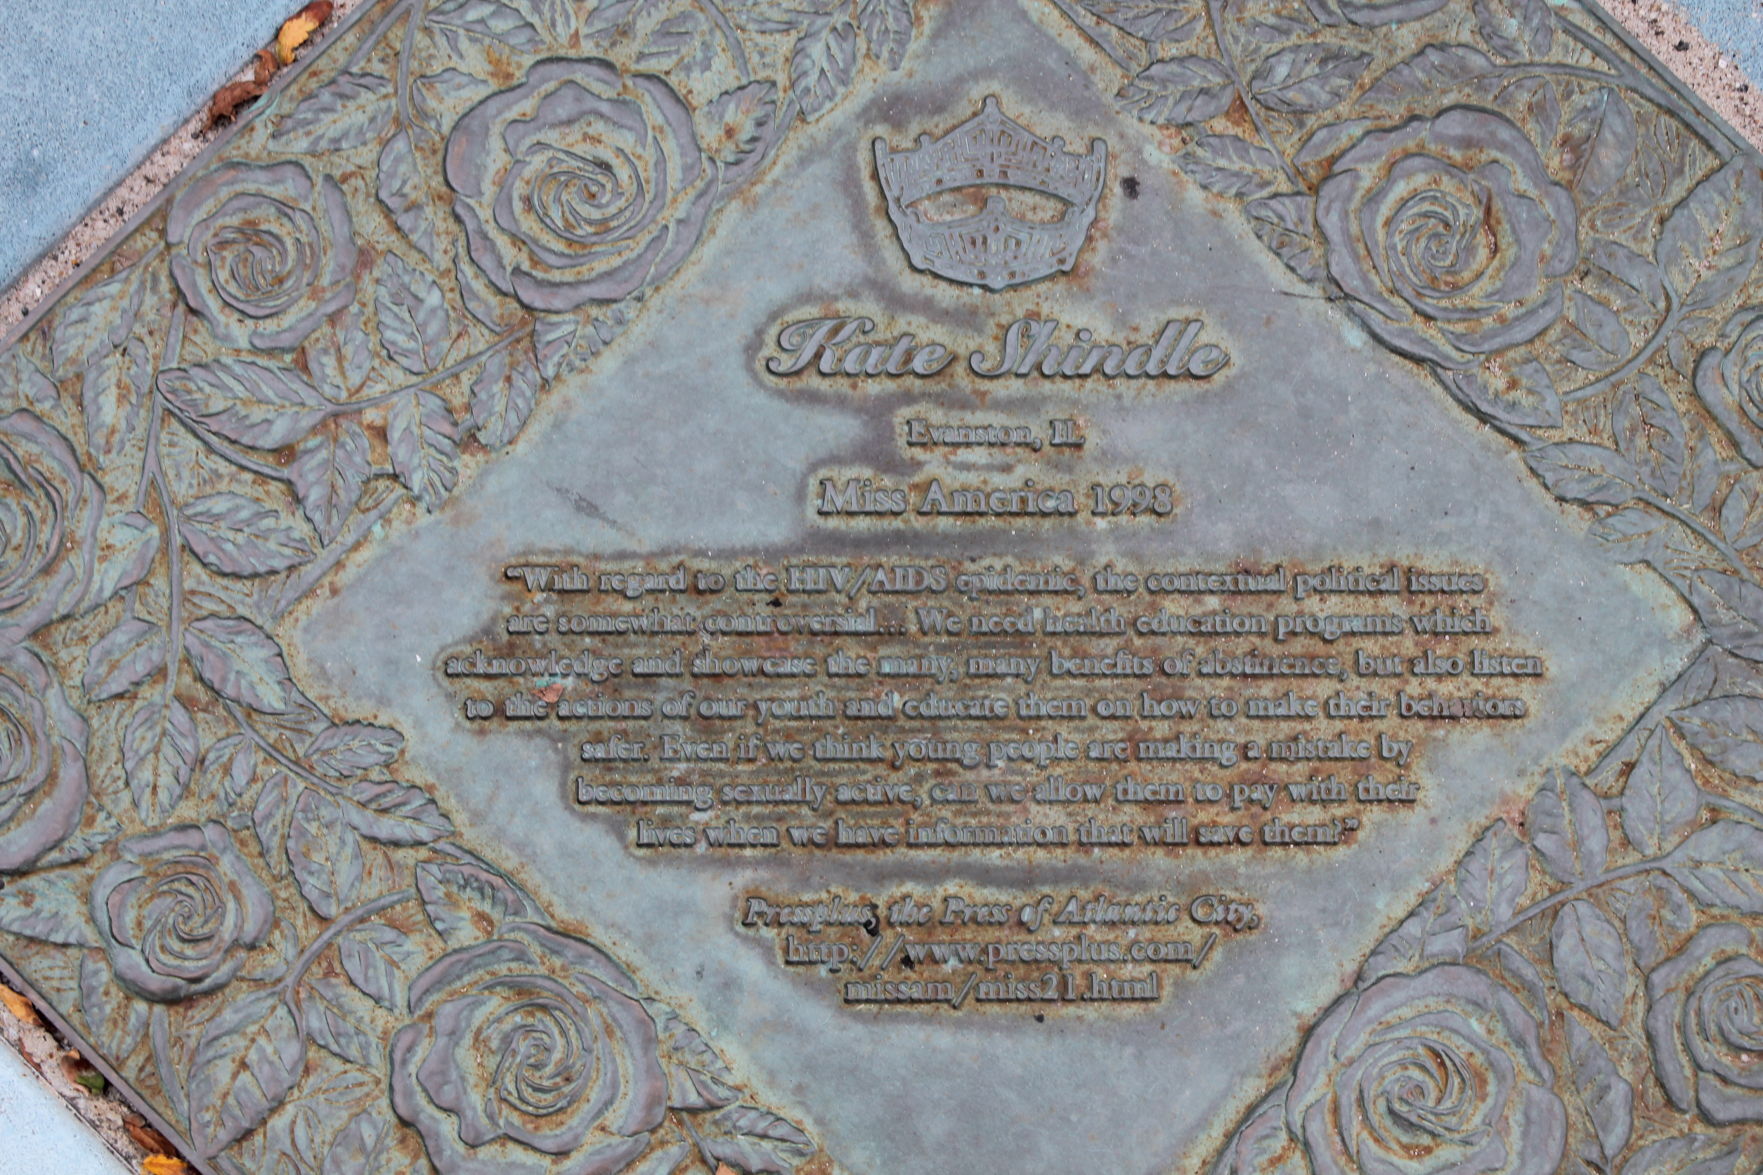 Kate Shindle
Evanston, IL
Miss America 1998
"With regard to the HIV/AIDS epidemic, the contextual political issues
are somewhat controversial... We need health education programs which
acknowledge and showcase the many, many benefits of abstinence, but also listen
to the actions of our youth and educate them on how to make their behaviors
safer. Even if we think young people are making a mistake by
becoming sexually active, can we allow them to pay with their
lives when we have information that will save them?"
Pressplus, the Press of Atlantic City,
http://www.pressplus.com/
missam/miss21.html